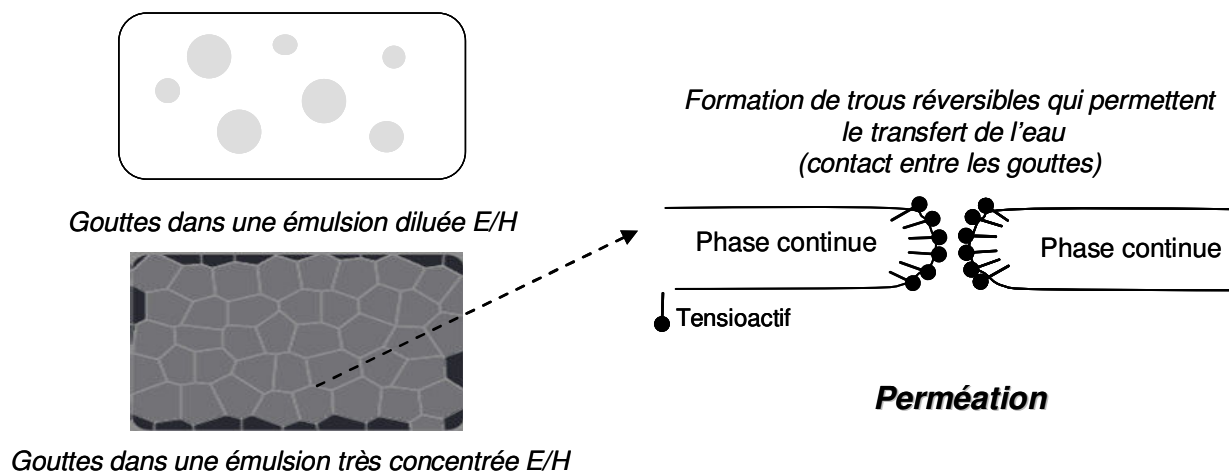 Gouttes dans une émulsion diluée E/H
Gouttes dans une émulsion très concentrée E/H
Formation de trous réversibles qui permettent
le transfert de l'eau
(contact entre les gouttes)
Phase continue
Phase continue
Tensioactif
Perméation